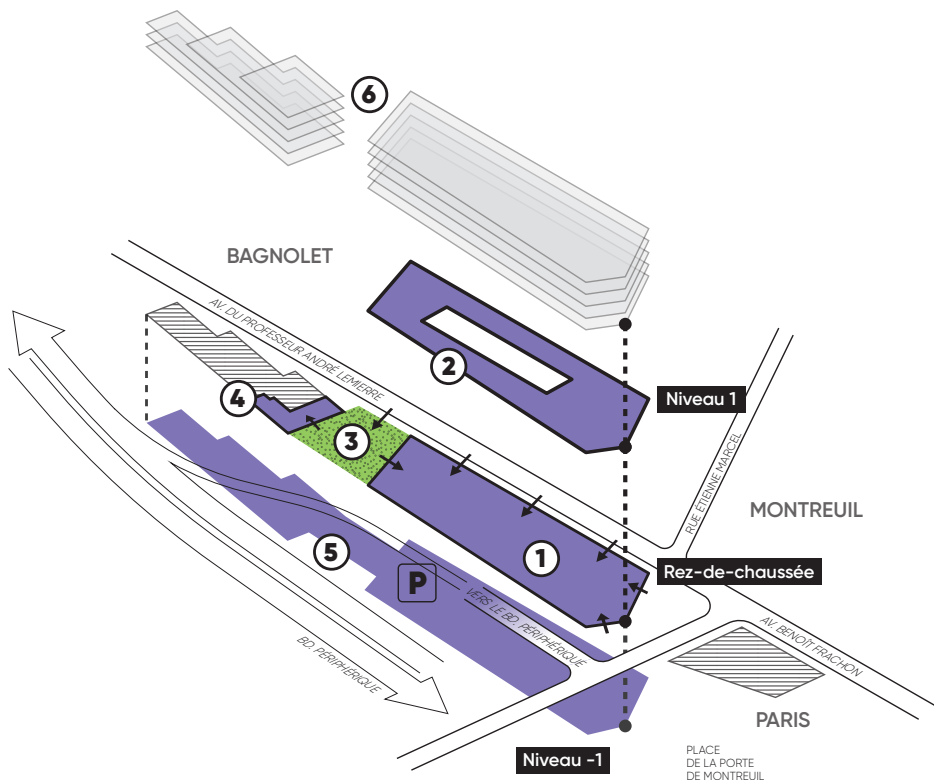 6
BAGNOLET
AV. DU PROFESSEUR ANDRÉ LEMIERRE
2
Niveau 1
4
3
RUE ÉTIENNE MARCEL
MONTREUIL
5
1
P
Rez-de-chaussée
VERS LE BD. PÉRIPHÉRIQUE
BD. PÉRIPHÉRIQUE
AV. BENOÎT FRACHON
PARIS
Niveau -1
PLACE
DE LA PORTE
DE MONTREUIL